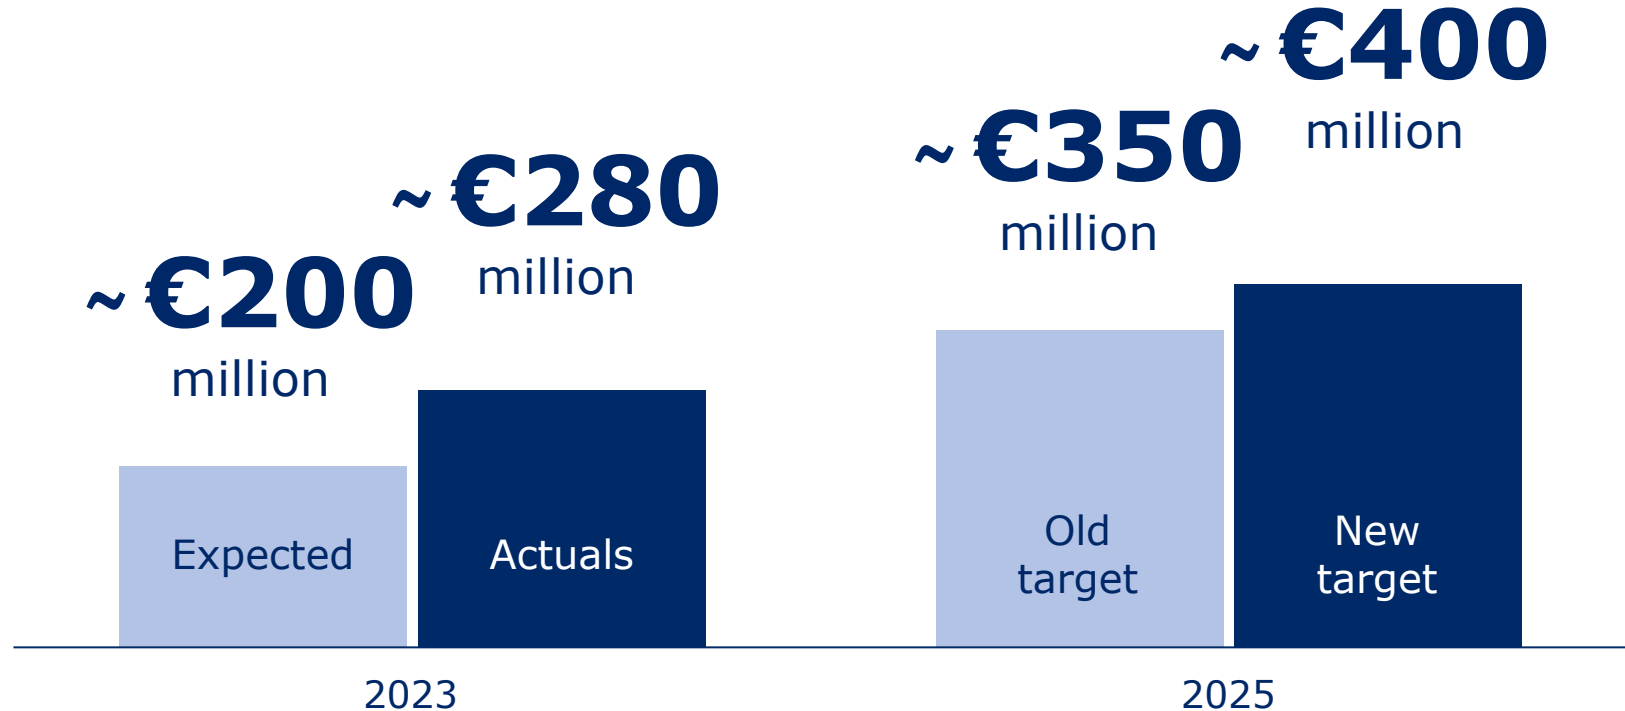 ~ €200
million
~ €280
million
Expected
Actuals
2023
~ €350
million
~ €400
million
Old
target
New
target
2025